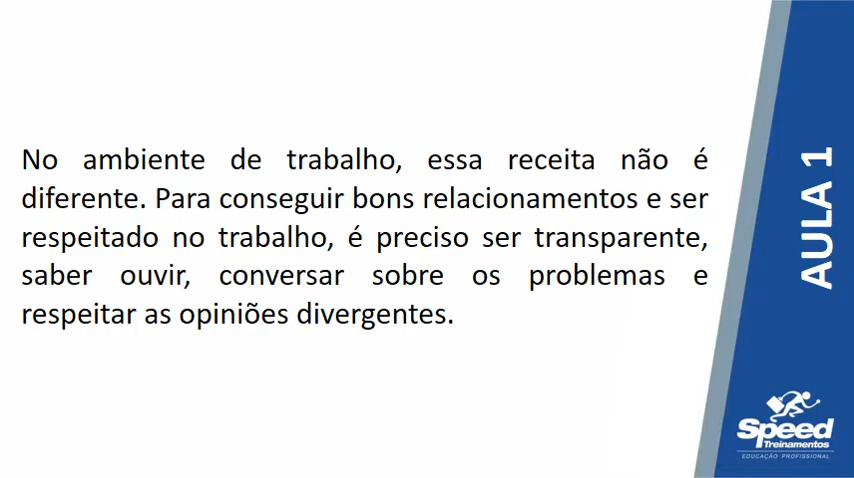 No ambiente de trabalho, essa receita não é
diferente. Para conseguir bons relacionamentos e ser
respeitado no trabalho, é preciso ser transparente,
saber ouvir, conversar sobre os problemas e
respeitar as opiniões divergentes.
AULA 1
Speed
Treinamentos
EDUCAÇÃO PROFISSIONAL